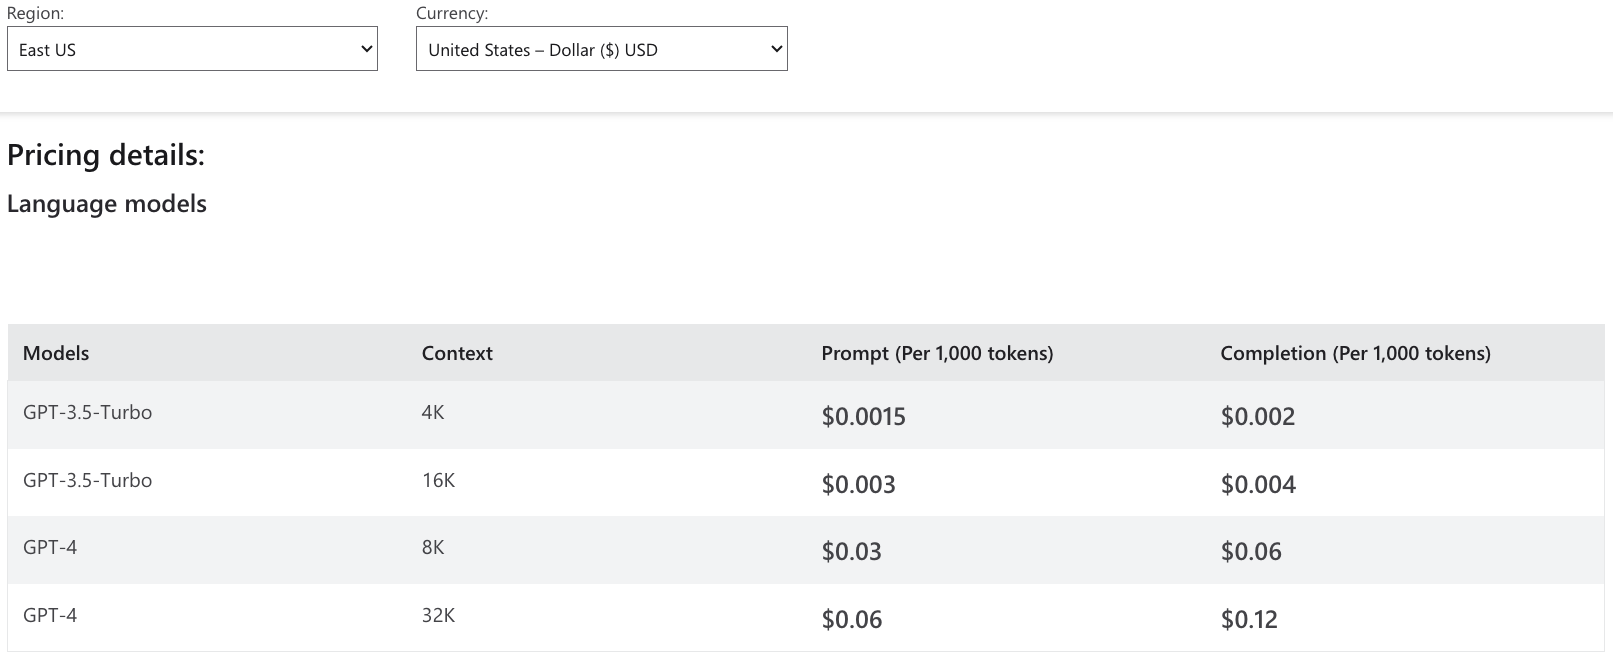 Region: Currency:
East US United States – Dollar ($) USD
Pricing details:
Language models
Models Context Prompt (Per 1,000 tokens) Completion (Per 1,000 tokens)
GPT-3.5-Turbo 4K $0.0015 $0.002
GPT-3.5-Turbo 16K $0.003 $0.004
GPT-4 8K $0.03 $0.06
GPT-4 32K $0.06 $0.12